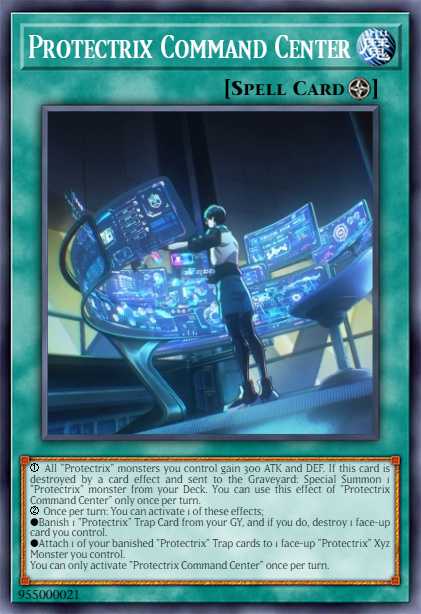 PROTECTRIX COMMAND CENTER
魔
[SPELL CARD]
① All "Protectrix" monsters you control gain 300 ATK and DEF. If this card is
destroyed by a card effect and sent to the Graveyard: Special Summon 1
"Protectrix" monster from your Deck. You can use this effect of "Protectrix
Command Center" only once per turn.
② Once per turn: You can activate 1 of these effects;
●Banish 1 "Protectrix" Trap Card from your GY, and if you do, destroy 1 face-up
card you control.
●Attach 1 of your banished "Protectrix" Trap cards to 1 face-up "Protectrix" Xyz
Monster you control.
You can only activate "Protectrix Command Center" once per turn.
955000021